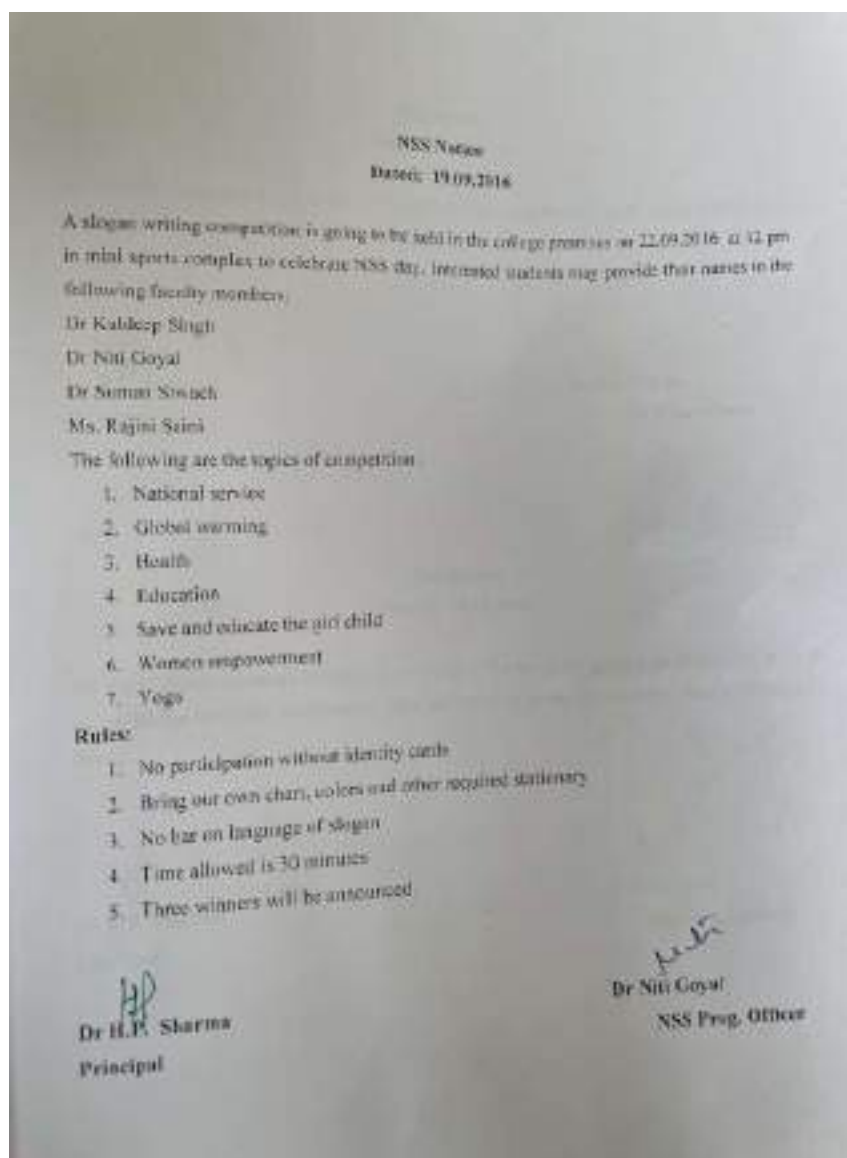 NSS Notice
Dated: 19.09.2016
A slogan writing competition is going to be held in the college premises on 22.09.2016 at 12 pm
in mini sports complex to celebrate NSS day. Interested students may provide their names to the
following faculty members:
Dr Kuldeep Singh
Dr Niti Goyal
Dr Suman Siwach
Ms. Rajini Saini
The following are the topics of competition
1. National service
2. Global warming
3. Health
4. Education
5. Save and educate the girl child
6. Women empowerment
7. Yoga
Rules:
1. No participation without identity cards
2. Bring our own chart, colors and other required stationary
3. No bar on language of slogan
4. Time allowed is 30 minutes
5. Three winners will be announced
HP
Niti
Dr H.P. Sharma
Dr Niti Goyal
Principal
NSS Prog. Officer